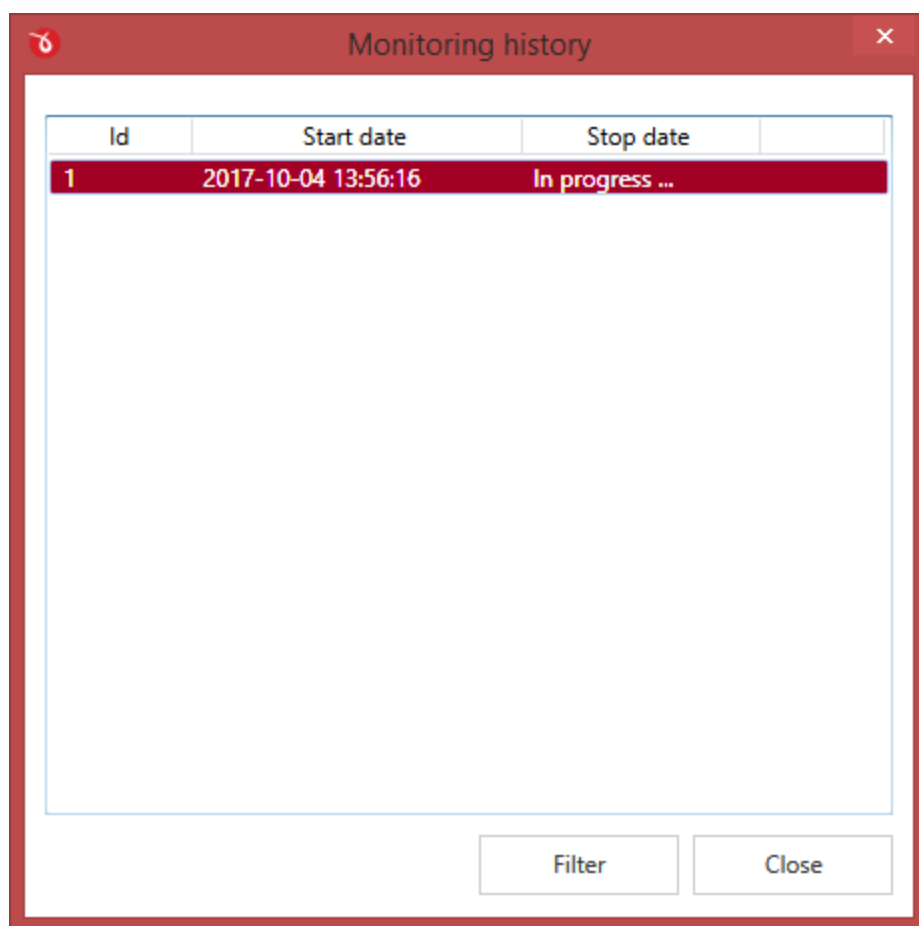 Monitoring history
Id Start date Stop date
1 2017-10-04 13:56:16 In progress ...
Filter Close